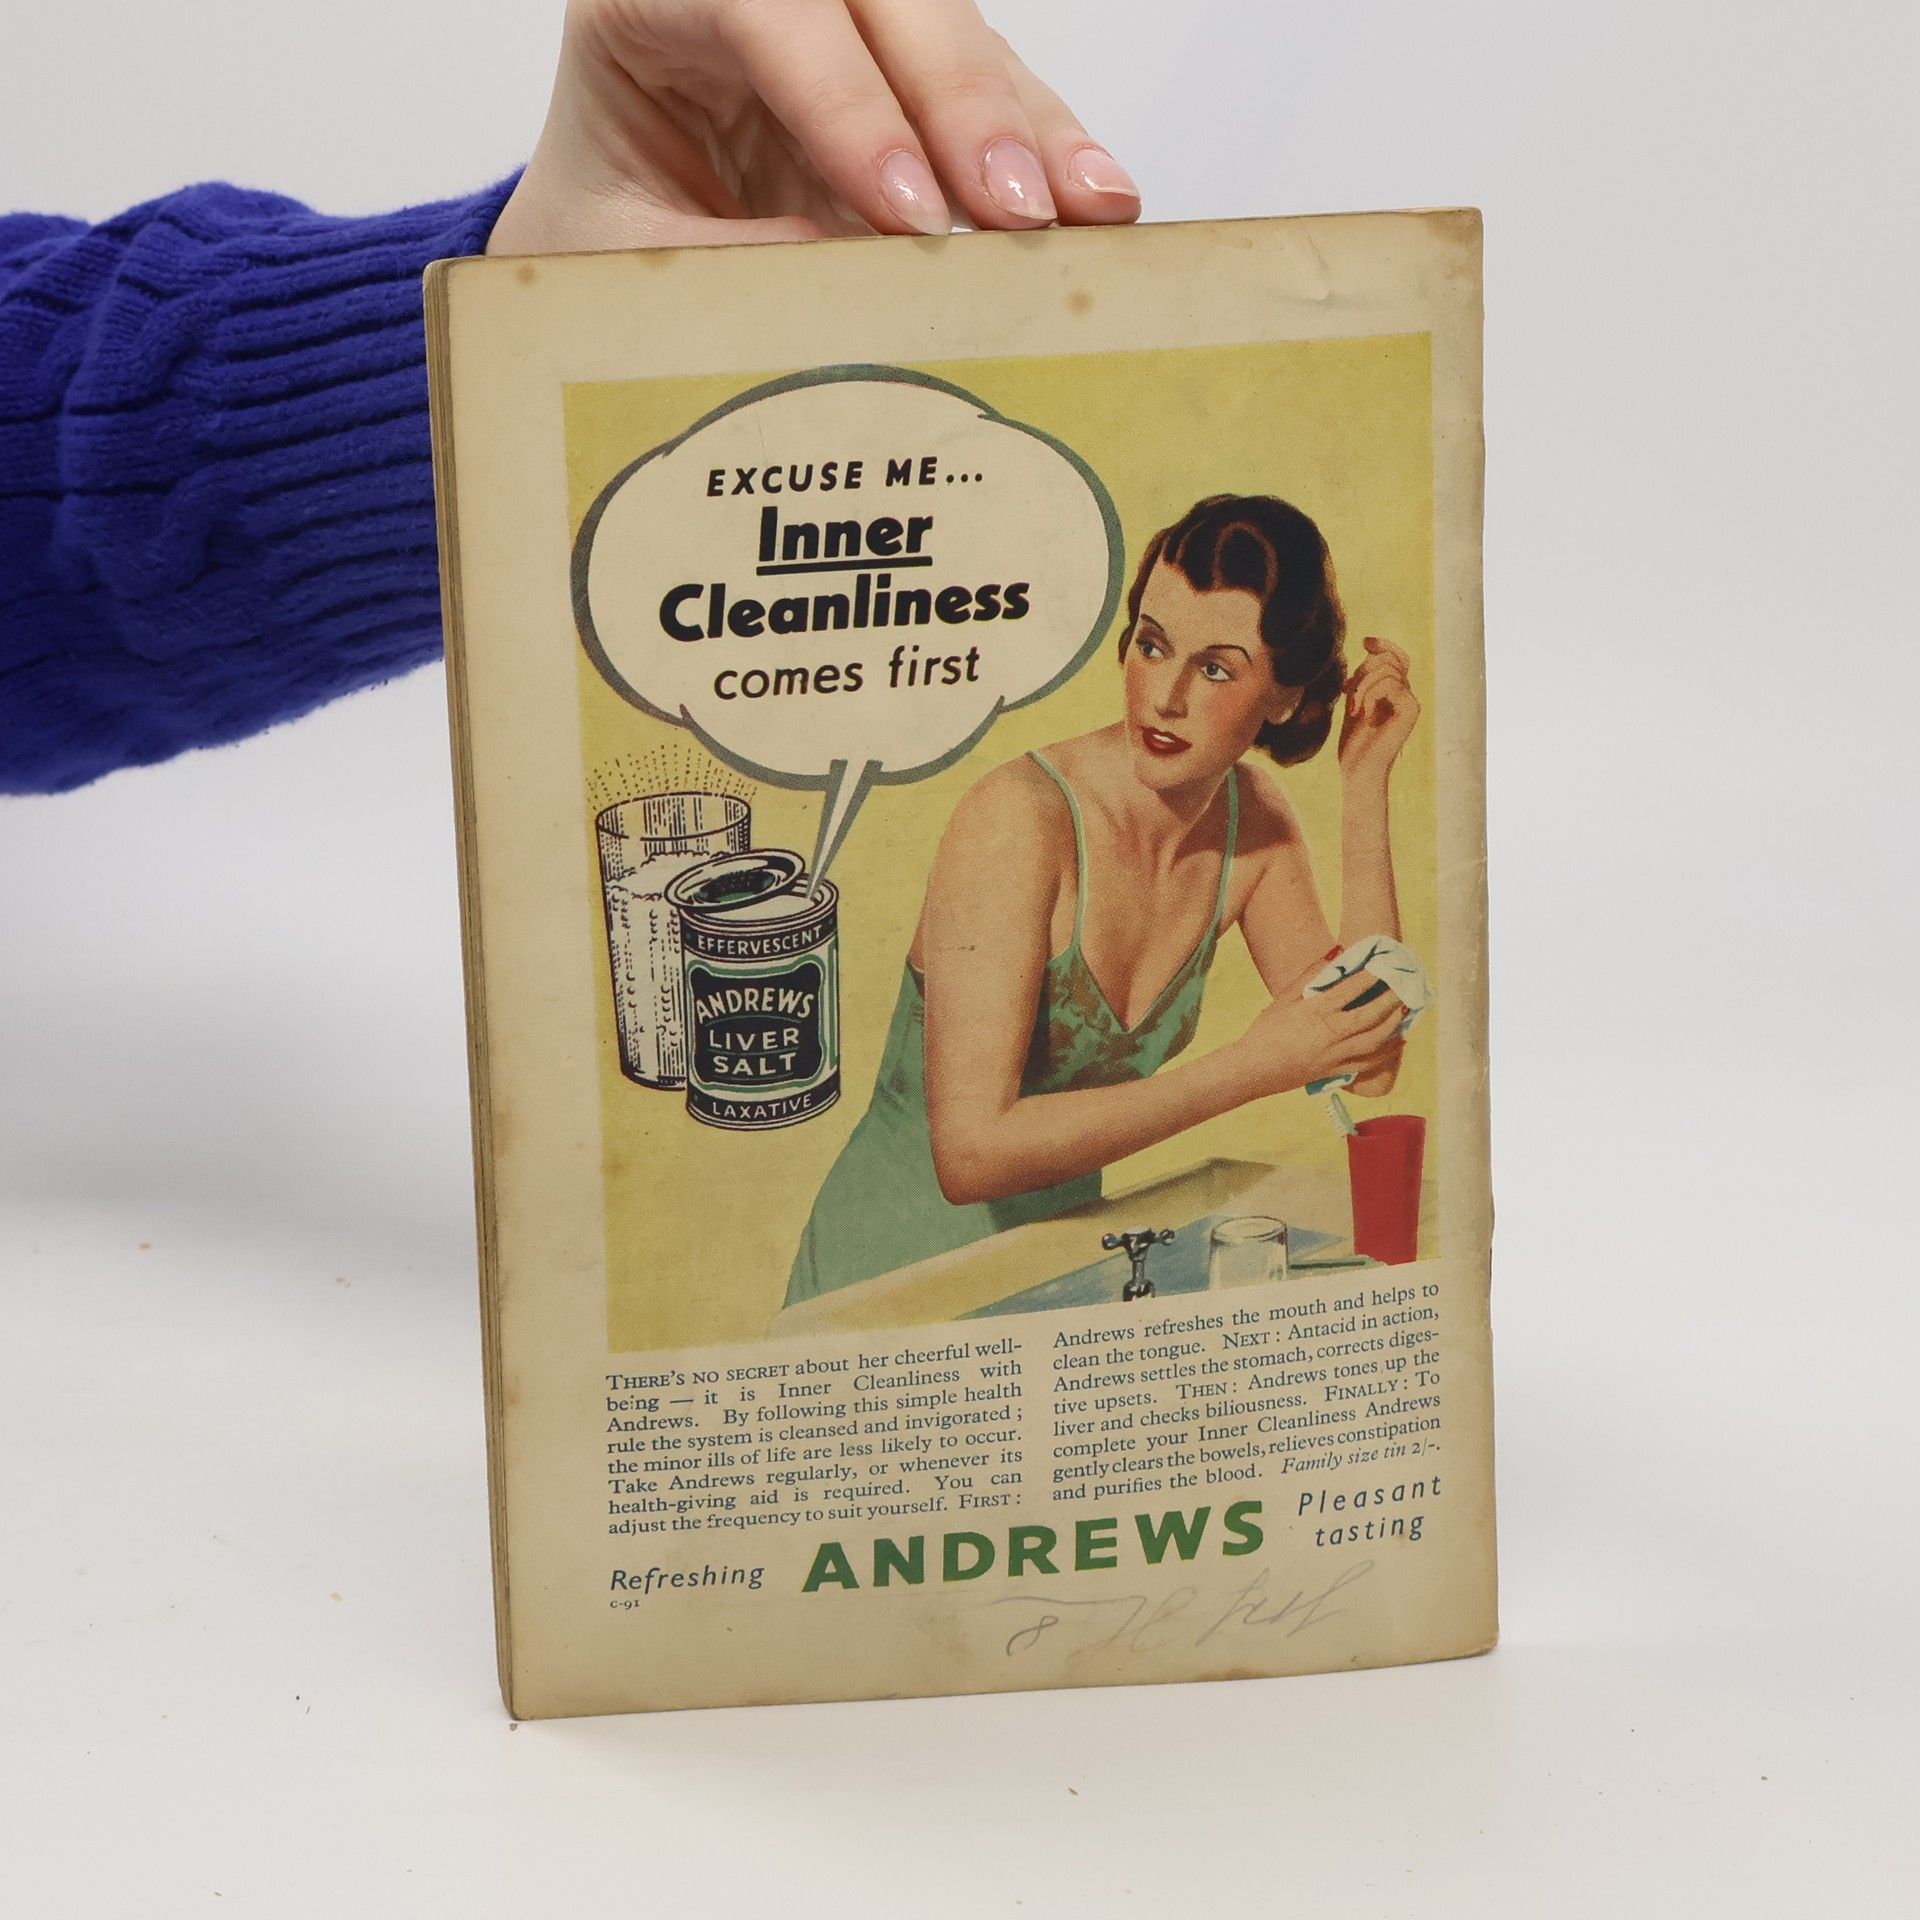 EXCUSE ME...
Inner
Cleanliness
comes first
EFFERVESCENT
ANDREWS
LIVER
SALT
LAXATIVE
THERE'S NO SECRET about her cheerful well-
being — it is Inner Cleanliness with
Andrews. By following this simple health
rule the system is cleansed and invigorated ;
the minor ills of life are less likely to occur.
Take Andrews regularly, or whenever its
health-giving aid is required. You can
adjust the frequency to suit yourself. FIRST :
Andrews refreshes the mouth and helps to
clean the tongue. NEXT : Antacid in action,
Andrews settles the stomach, corrects diges-
tive upsets. THEN : Andrews tones up the
liver and checks biliousness. FINALLY : To
complete your Inner Cleanliness Andrews
gently clears the bowels, relieves constipation
and purifies the blood. Family size tin 2/-.
Refreshing ANDREWS Pleasant
tasting
C-91